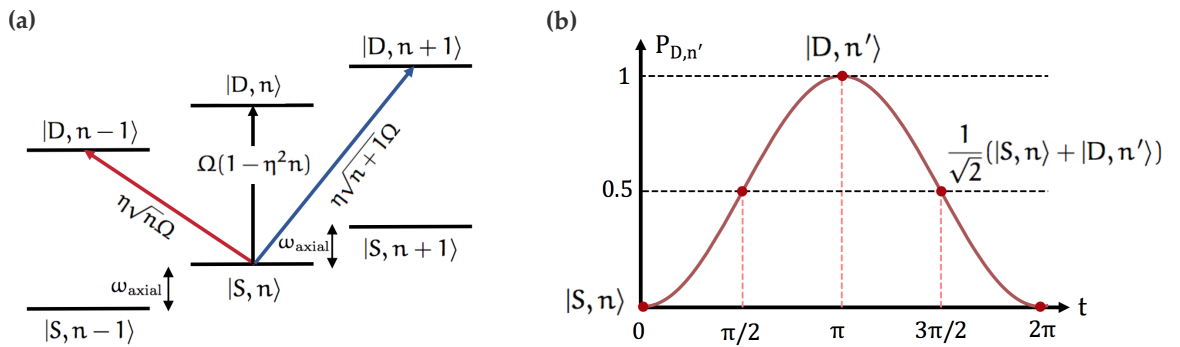 (a)
|D, n + 1⟩
|D, n⟩
|D, n − 1⟩
Ω(1 − η²n)
η√nΩ
η√n + 1Ω
ω_axial
|S, n + 1⟩
ω_axial
|S, n⟩
|S, n − 1⟩
(b)
P_D,n′
|D, n′⟩
1
1/√2(|S, n⟩ + |D, n′⟩)
0.5
|S, n⟩
t
0
π/2
π
3π/2
2π